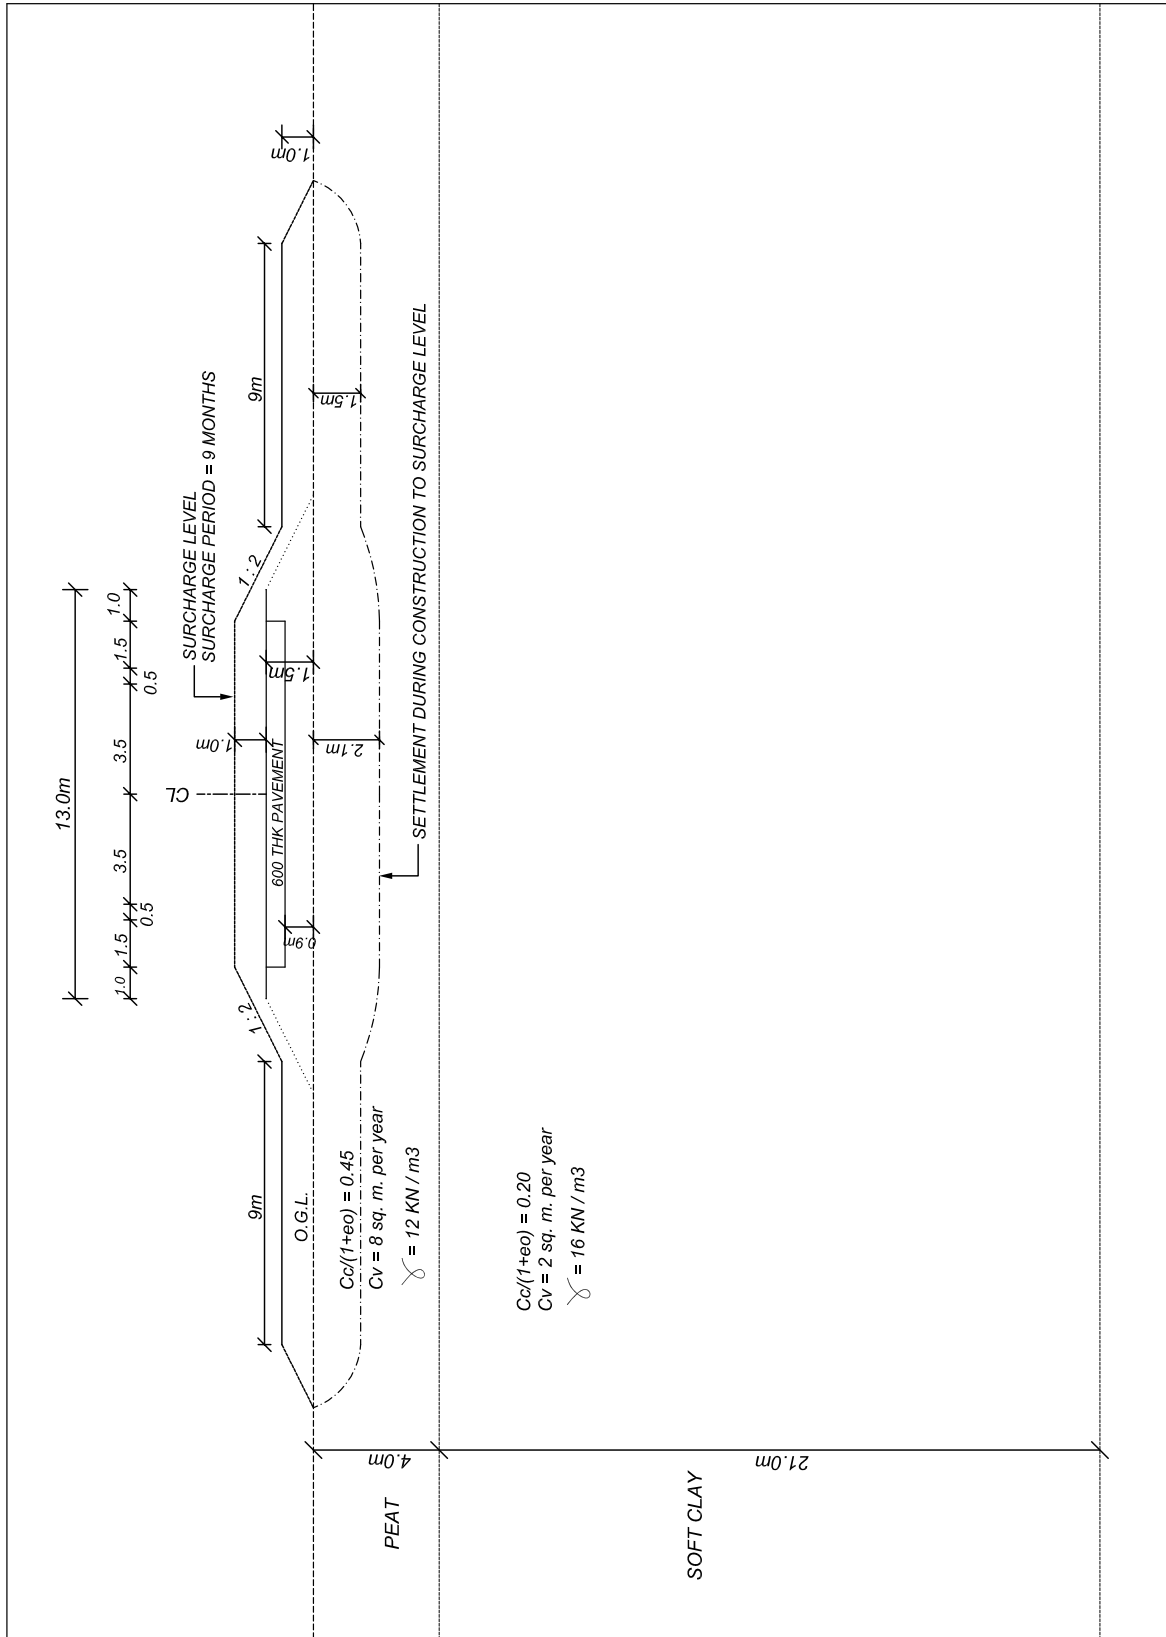 13.0m
1.0
1.5
0.5
3.5
3.5
0.5
1.5
1.0
CL
SURCHARGE LEVEL
SURCHARGE PERIOD = 9 MONTHS
1 : 2
1 : 2
9m
9m
1.0m
1.0m
1.5m
600 THK PAVEMENT
0.9m
O.G.L.
2.1m
1.5m
SETTLEMENT DURING CONSTRUCTION TO SURCHARGE LEVEL
Cc/(1+eo) = 0.45
Cv = 8 sq. m. per year
γ = 12 KN / m3
PEAT
4.0m
Cc/(1+eo) = 0.20
Cv = 2 sq. m. per year
γ = 16 KN / m3
SOFT CLAY
21.0m